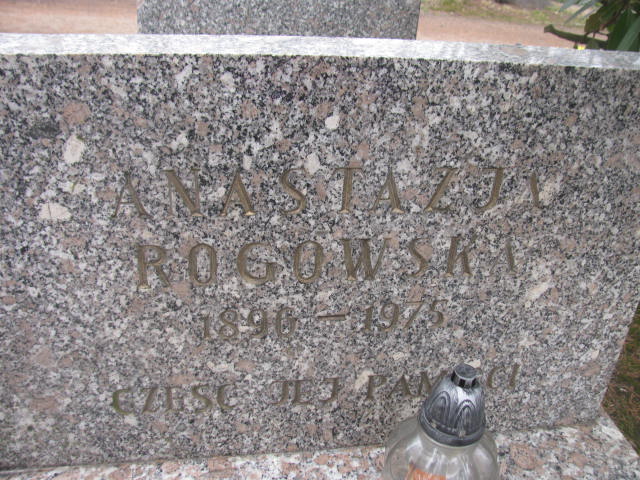 ANASTAZJA
ROGOWSKA
1896 – 1975
CZEŚĆ JEJ PAMIĘCI